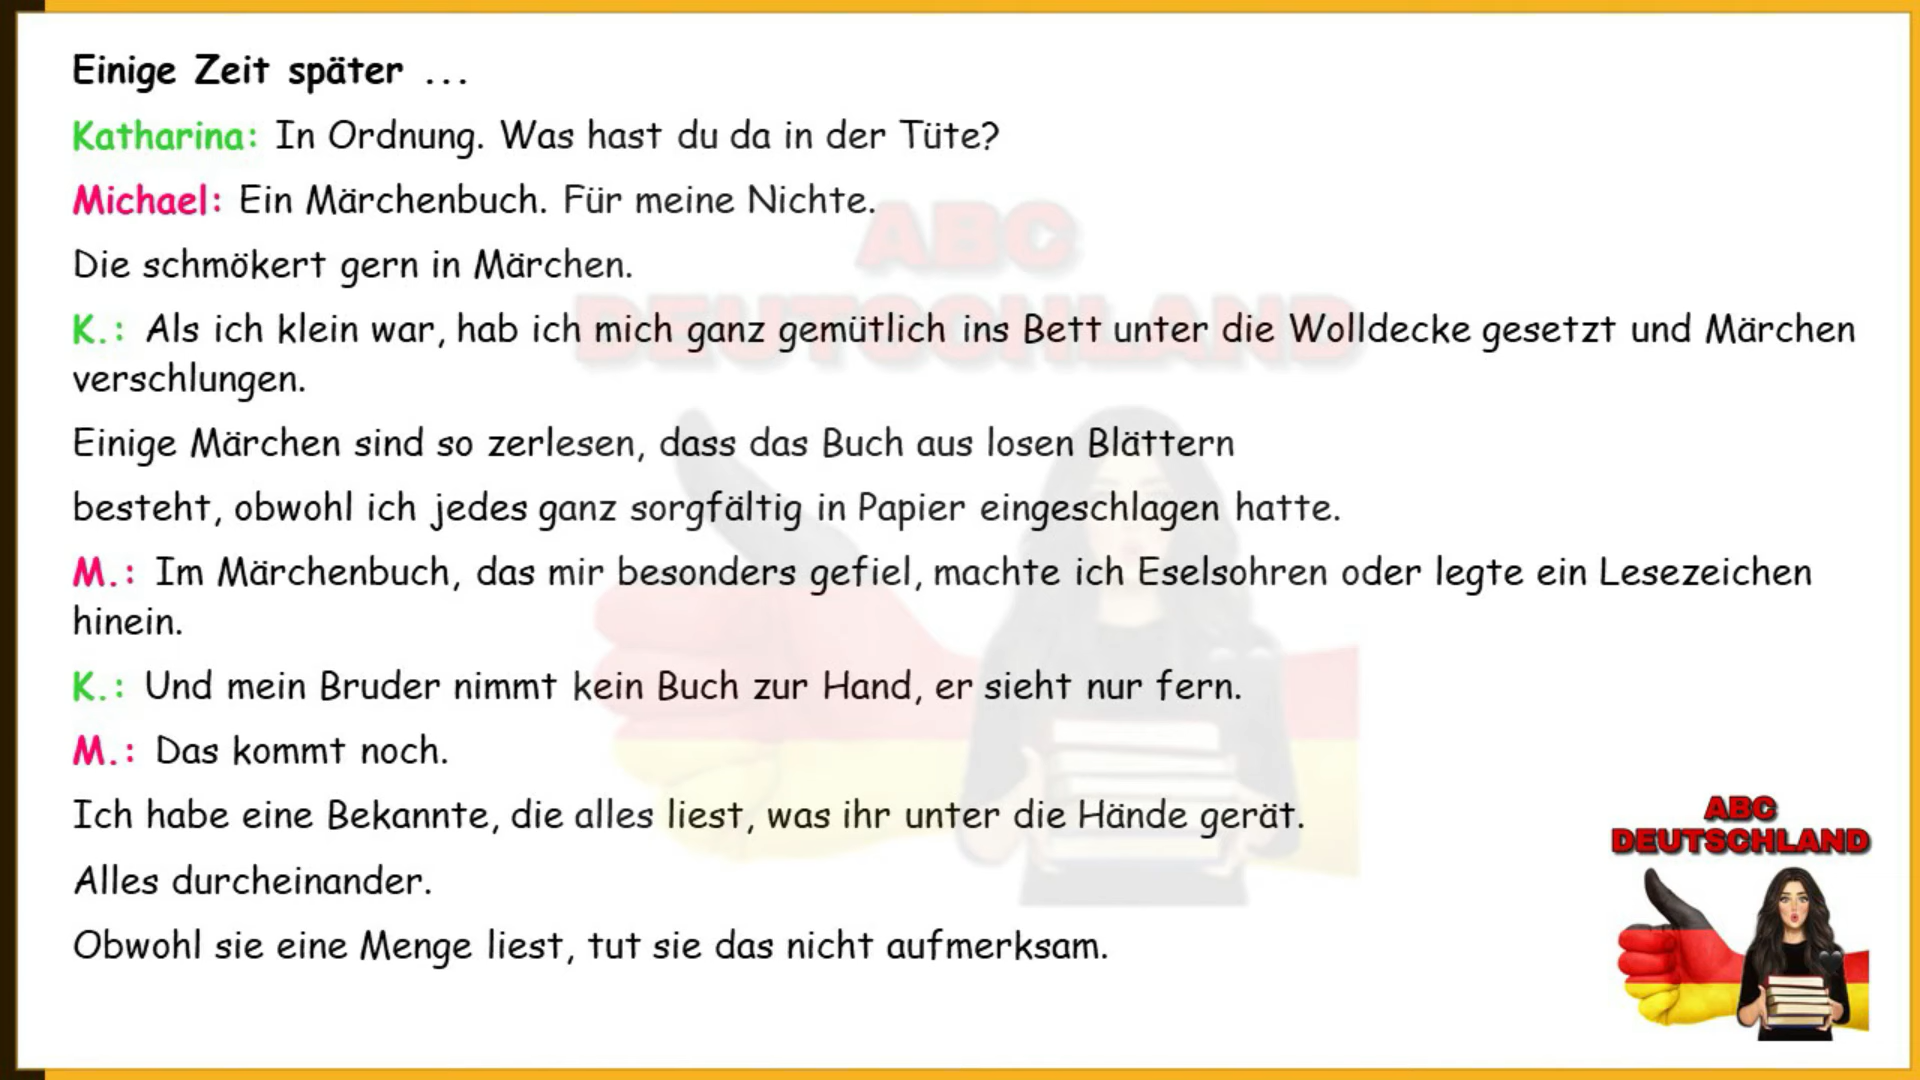 Einige Zeit später ...
Katharina: In Ordnung. Was hast du da in der Tüte?
Michael: Ein Märchenbuch. Für meine Nichte.
Die schmökert gern in Märchen.
K.: Als ich klein war, hab ich mich ganz gemütlich ins Bett unter die Wolldecke gesetzt und Märchen
verschlungen.
Einige Märchen sind so zerlesen, dass das Buch aus losen Blättern
besteht, obwohl ich jedes ganz sorgfältig in Papier eingeschlagen hatte.
M.: Im Märchenbuch, das mir besonders gefiel, machte ich Eselsohren oder legte ein Lesezeichen
hinein.
K.: Und mein Bruder nimmt kein Buch zur Hand, er sieht nur fern.
M.: Das kommt noch.
Ich habe eine Bekannte, die alles liest, was ihr unter die Hände gerät.
Alles durcheinander.
Obwohl sie eine Menge liest, tut sie das nicht aufmerksam.
ABC
DEUTSCHLAND
ABC
DEUTSCHLAND